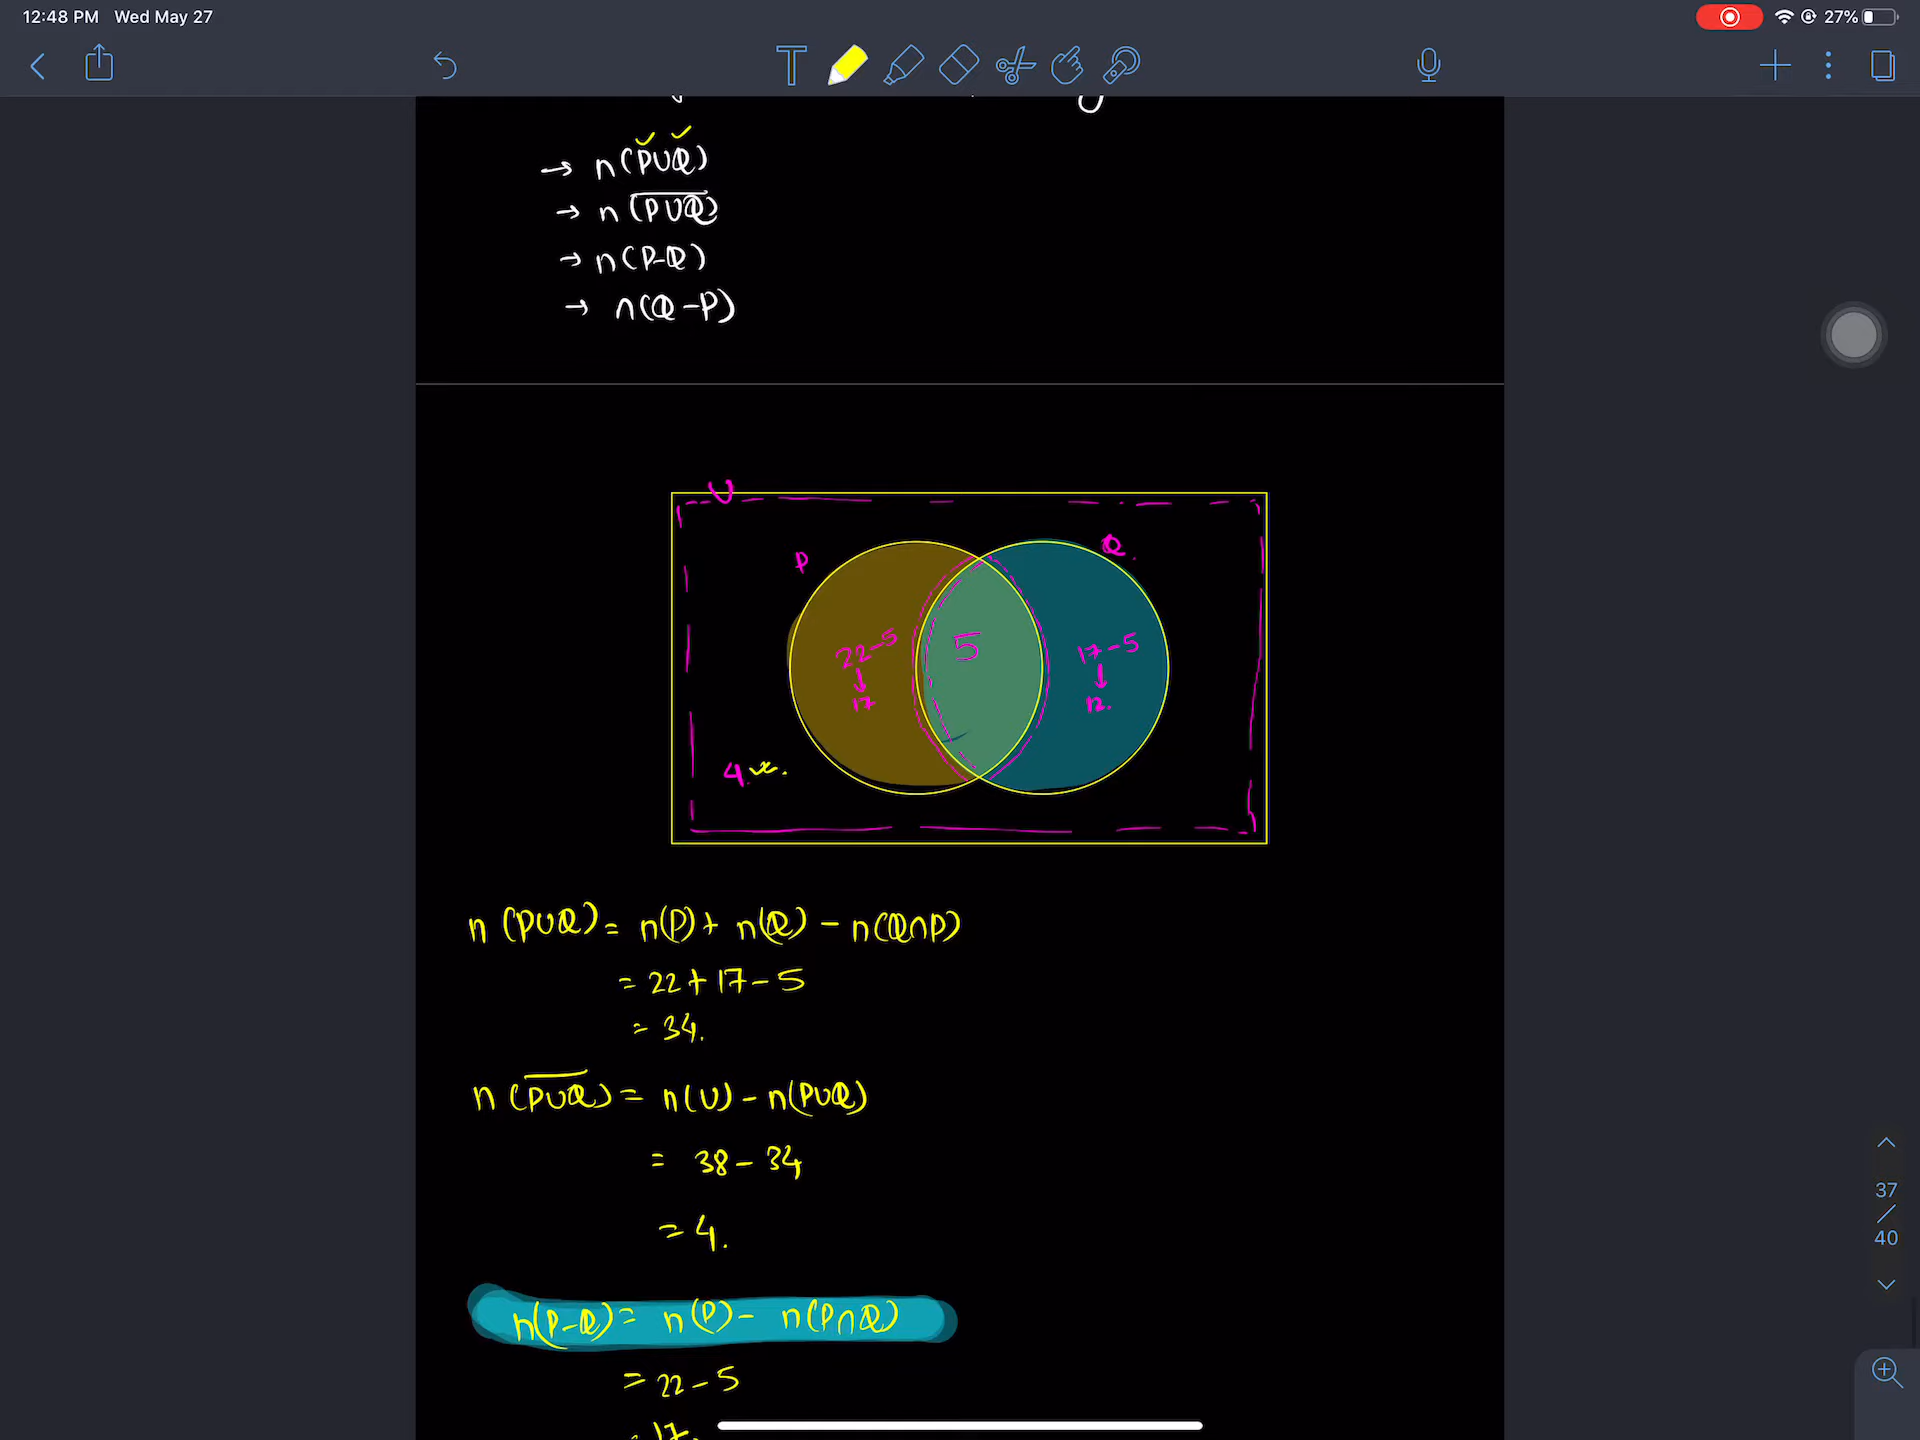 12:48 PM Wed May 27
27%
T
→ n(P∪Q)
→ n(P∪Q)̅
→ n(P-Q)
→ n(Q-P)
U
P
Q.
22-5
↓
17
5
17-5
↓
12.
4.
n(P∪Q) = n(P) + n(Q) - n(Q∩P)
= 22+17-5
= 34.
n(P∪Q)̅ = n(U) - n(P∪Q)
= 38-34
= 4.
n(P-Q) = n(P) - n(P∩Q)
= 22-5
= 17.
37
/
40